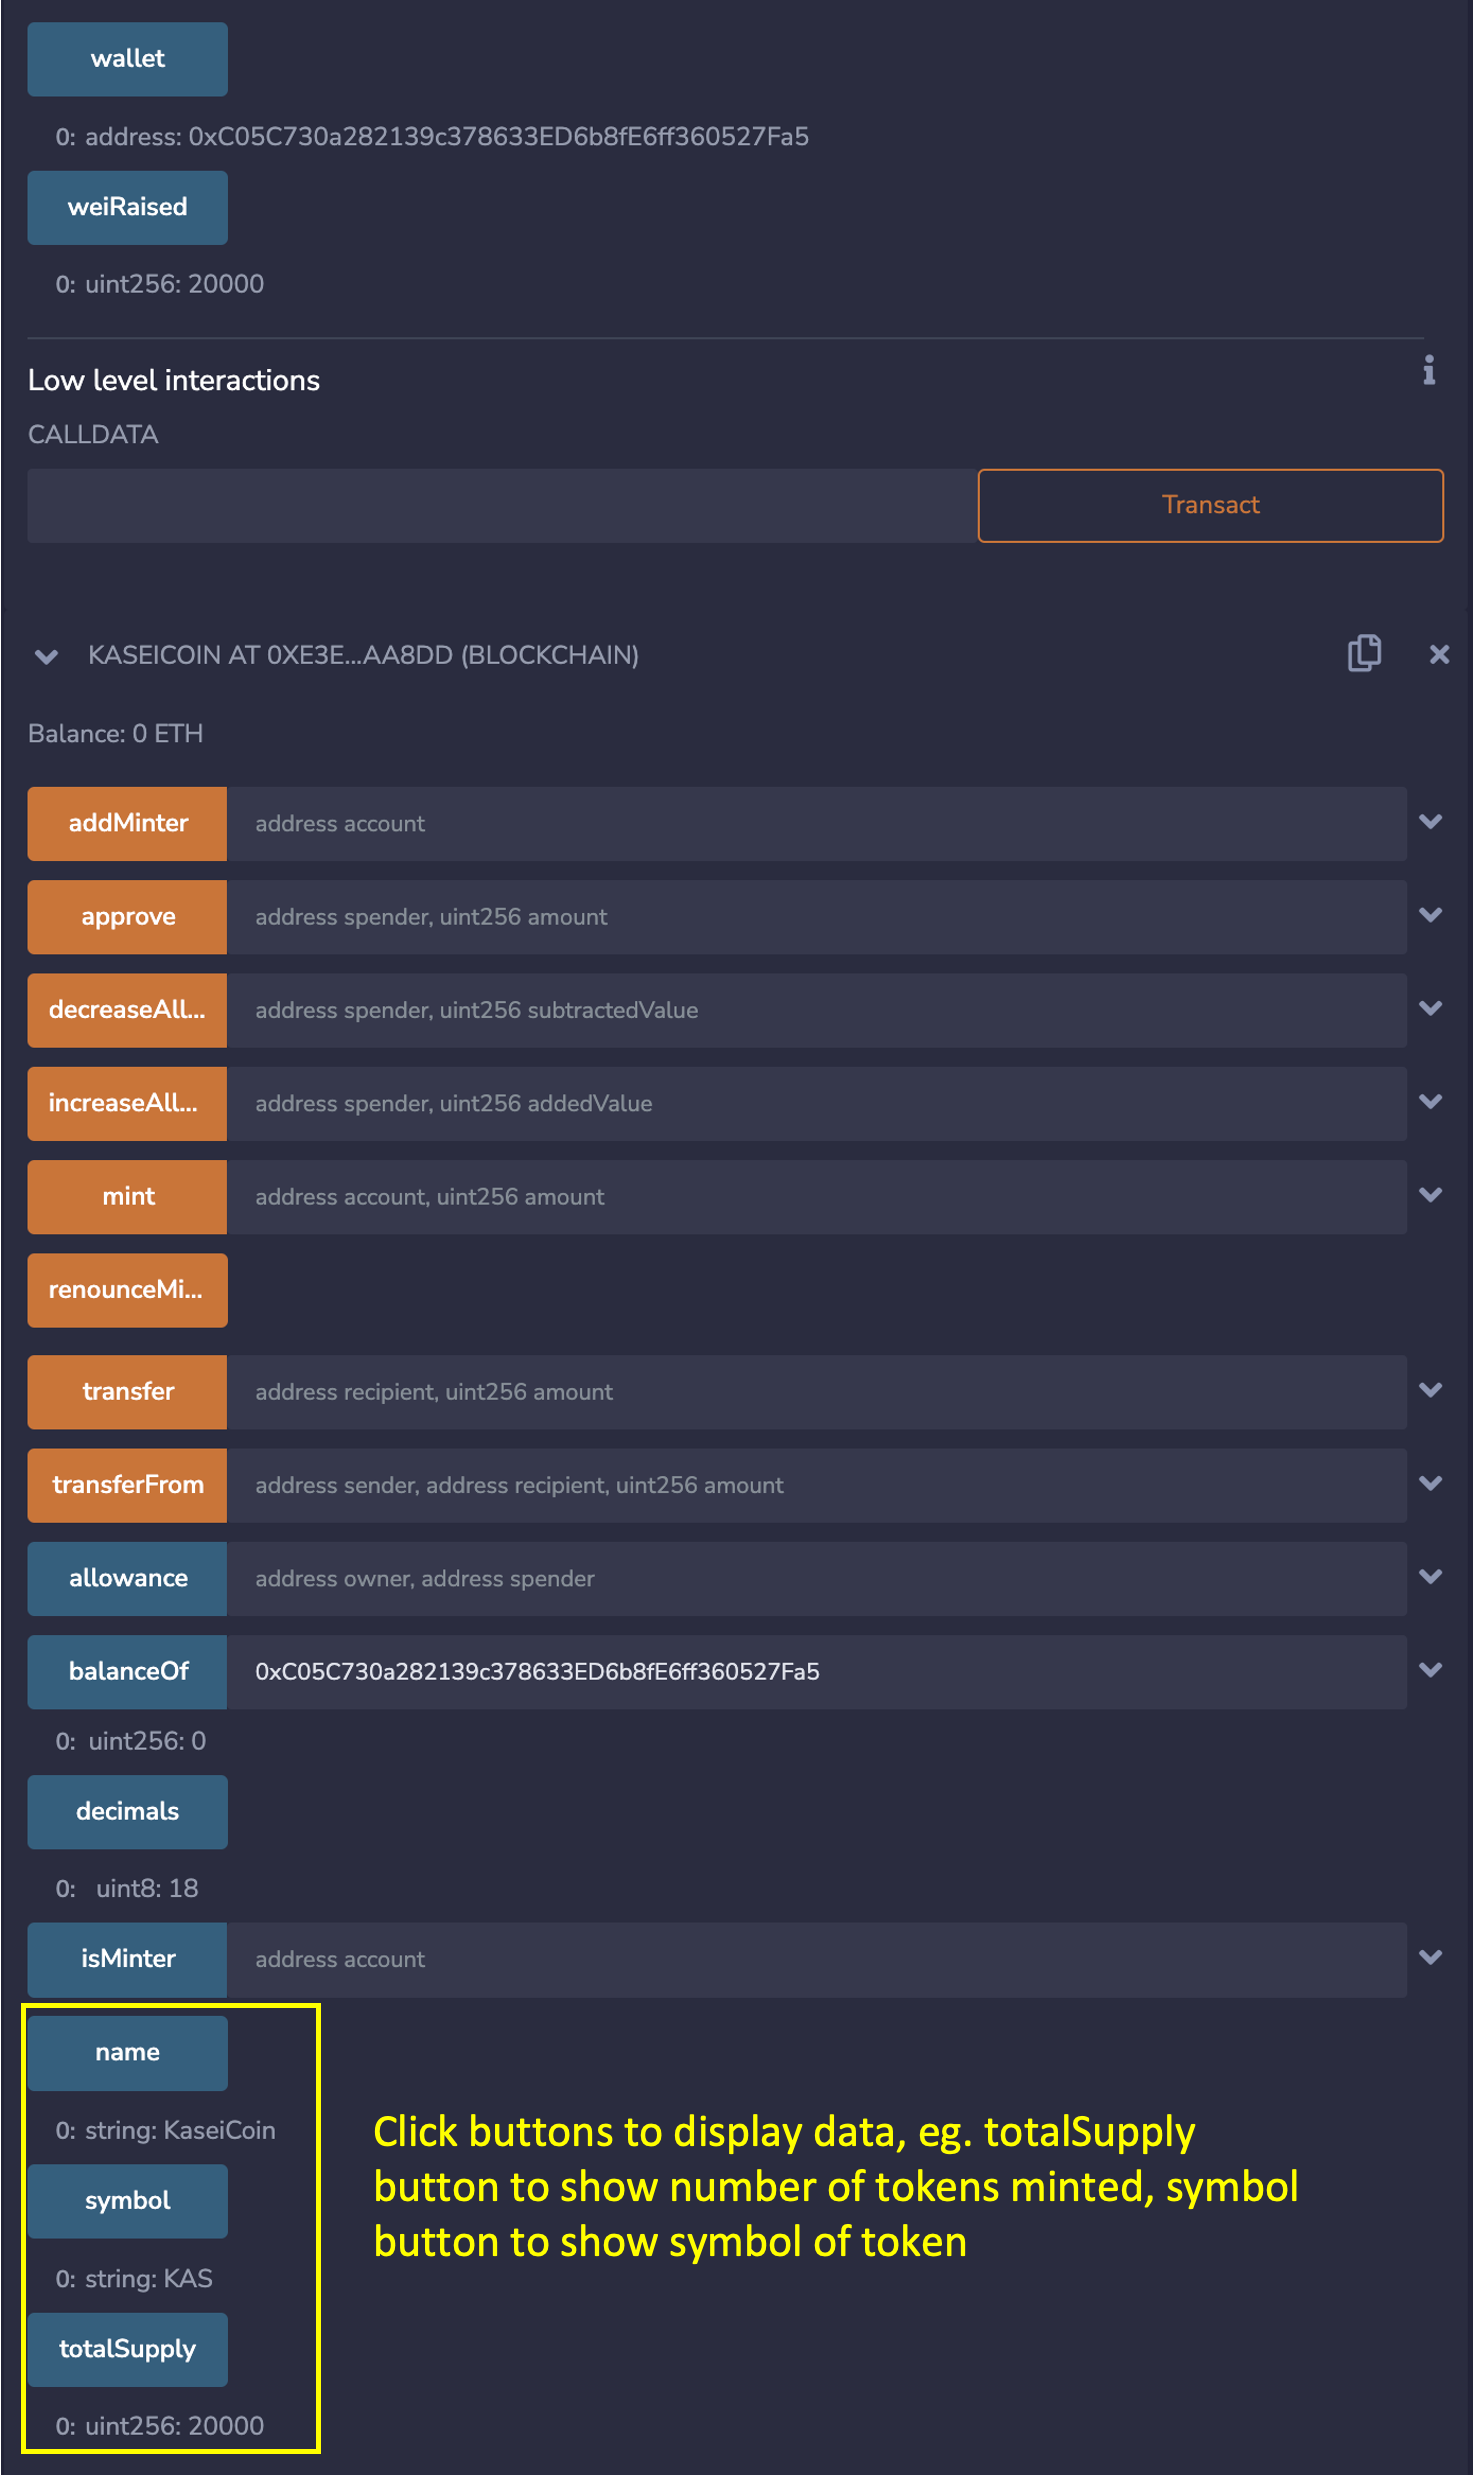 wallet
0: address: 0xC05C730a282139c378633ED6b8fE6ff360527Fa5
weiRaised
0: uint256: 20000
Low level interactions
CALLDATA
Transact
KASEICOIN AT 0XE3E...AA8DD (BLOCKCHAIN)
Balance: 0 ETH
addMinter address account
approve address spender, uint256 amount
decreaseAll... address spender, uint256 subtractedValue
increaseAll... address spender, uint256 addedValue
mint address account, uint256 amount
renounceMi...
transfer address recipient, uint256 amount
transferFrom address sender, address recipient, uint256 amount
allowance address owner, address spender
balanceOf 0xC05C730a282139c378633ED6b8fE6ff360527Fa5
0: uint256: 0
decimals
0: uint8: 18
isMinter address account
name
0: string: KaseiCoin
symbol
0: string: KAS
totalSupply
0: uint256: 20000
Click buttons to display data, eg. totalSupply
button to show number of tokens minted, symbol
button to show symbol of token